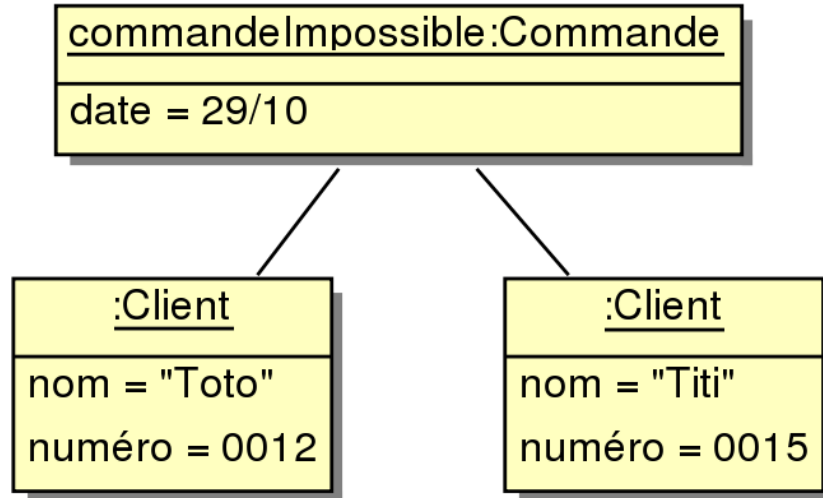 commandeImpossible:Commande
date = 29/10
:Client
nom = "Toto"
numéro = 0012
:Client
nom = "Titi"
numéro = 0015